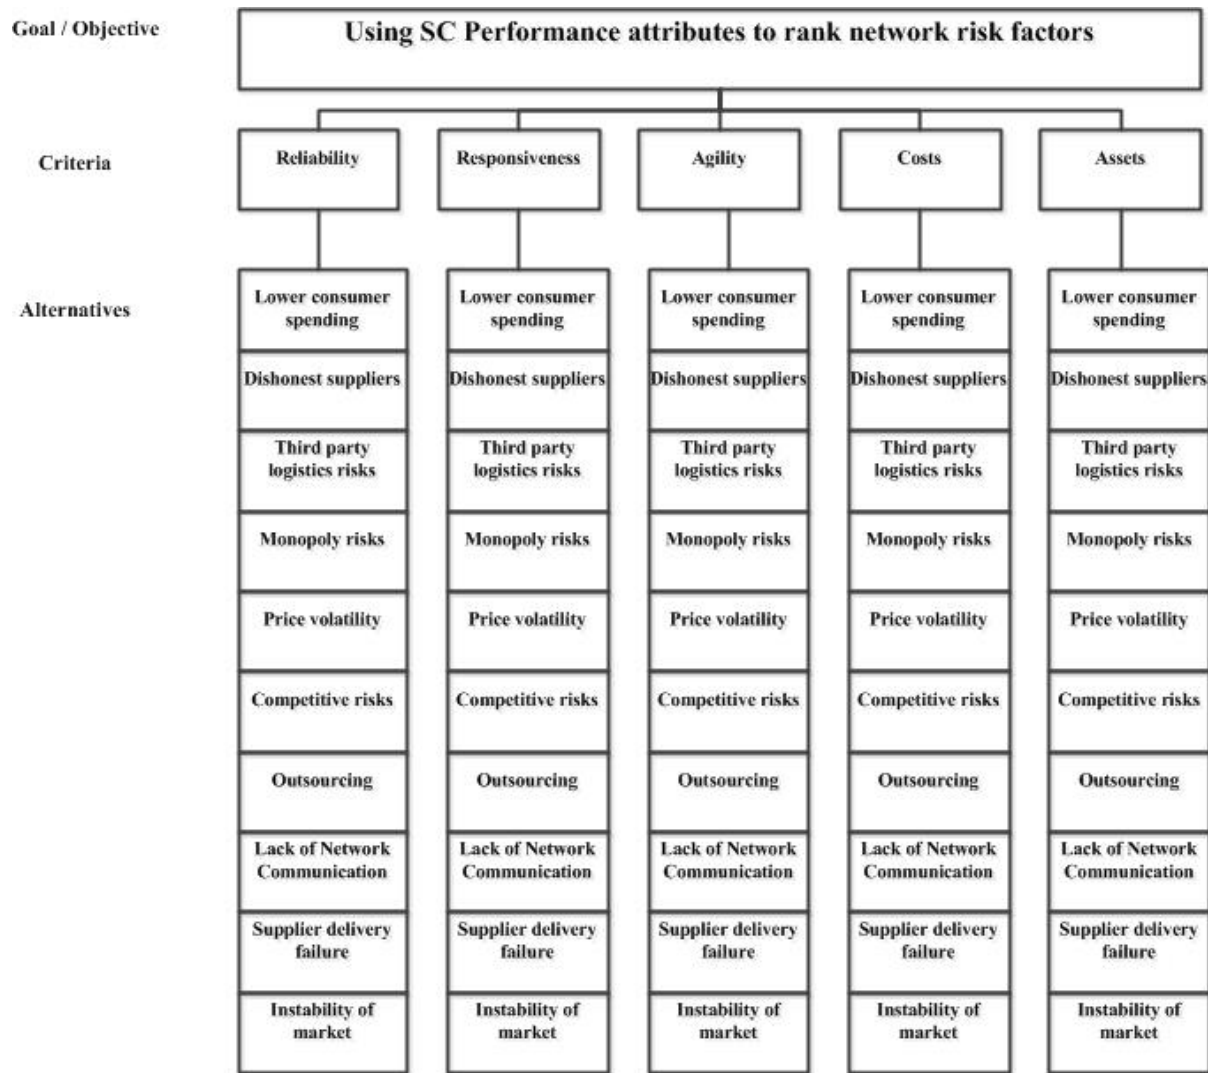 Goal / Objective
Using SC Performance attributes to rank network risk factors
Criteria
Reliability
Responsiveness
Agility
Costs
Assets
Alternatives
Lower consumer
spending
Dishonest suppliers
Third party
logistics risks
Monopoly risks
Price volatility
Competitive risks
Outsourcing
Lack of Network
Communication
Supplier delivery
failure
Instability of
market
Lower consumer
spending
Dishonest suppliers
Third party
logistics risks
Monopoly risks
Price volatility
Competitive risks
Outsourcing
Lack of Network
Communication
Supplier delivery
failure
Instability of
market
Lower consumer
spending
Dishonest suppliers
Third party
logistics risks
Monopoly risks
Price volatility
Competitive risks
Outsourcing
Lack of Network
Communication
Supplier delivery
failure
Instability of
market
Lower consumer
spending
Dishonest suppliers
Third party
logistics risks
Monopoly risks
Price volatility
Competitive risks
Outsourcing
Lack of Network
Communication
Supplier delivery
failure
Instability of
market
Lower consumer
spending
Dishonest suppliers
Third party
logistics risks
Monopoly risks
Price volatility
Competitive risks
Outsourcing
Lack of Network
Communication
Supplier delivery
failure
Instability of
market